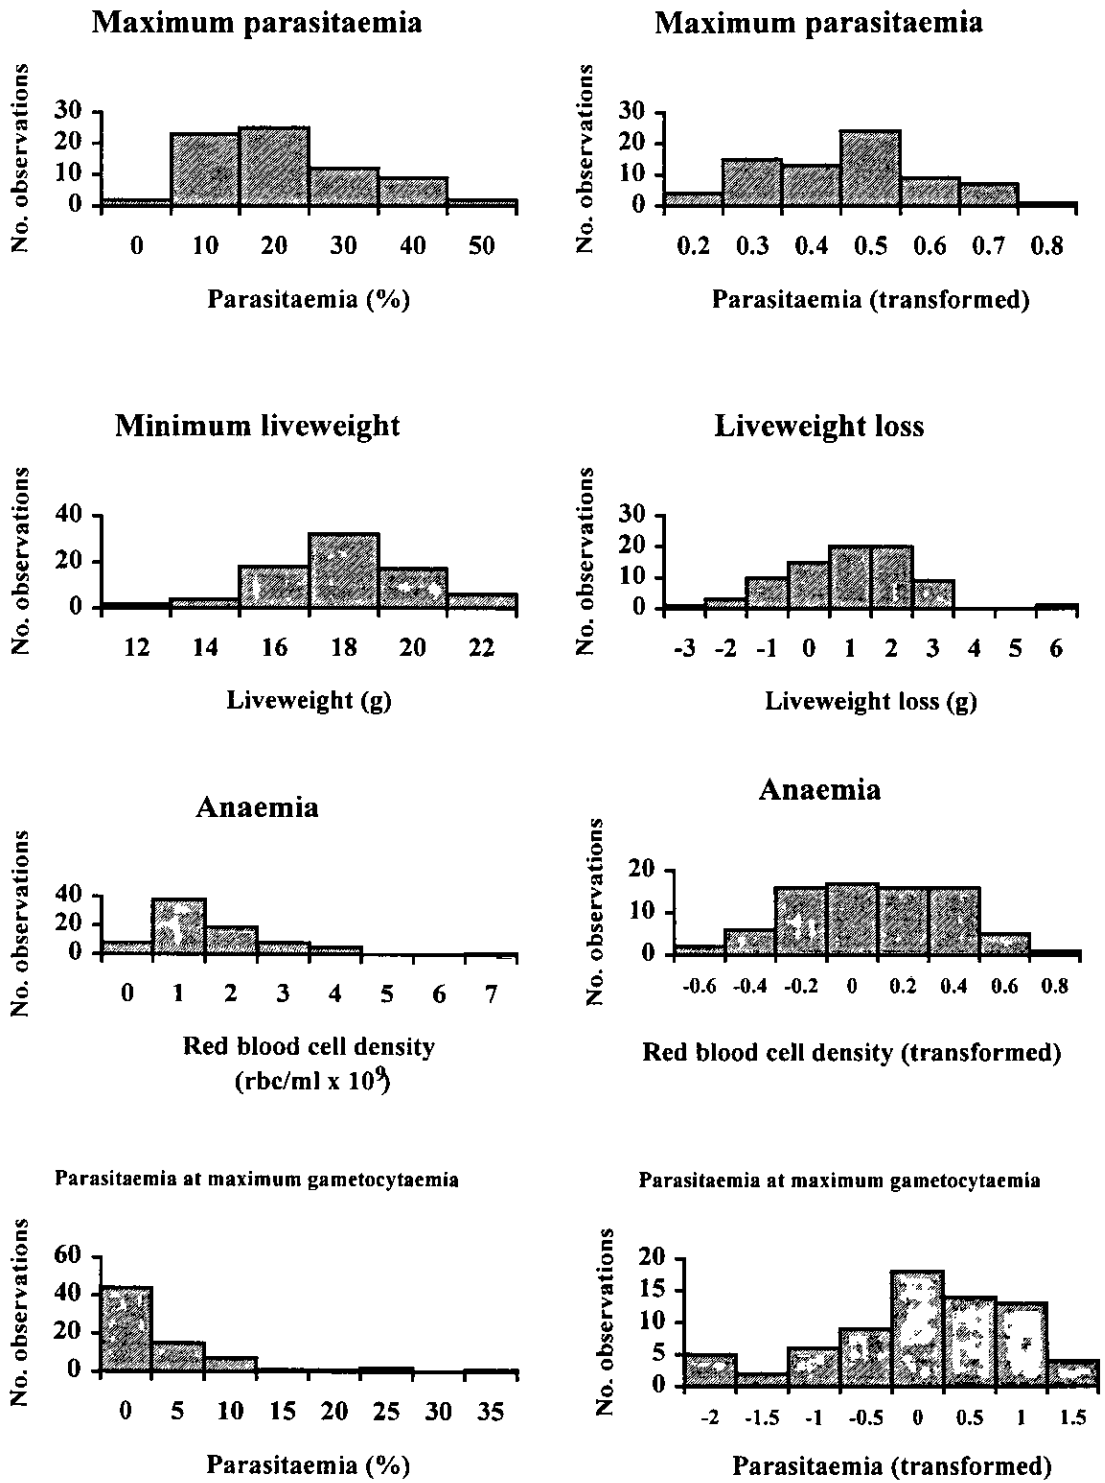 Maximum parasitaemia
No. observations
30
20
10
0
0 10 20 30 40 50
Parasitaemia (%)
Maximum parasitaemia
No. observations
30
20
10
0
0.2 0.3 0.4 0.5 0.6 0.7 0.8
Parasitaemia (transformed)
Minimum liveweight
No. observations
40
20
0
12 14 16 18 20 22
Liveweight (g)
Liveweight loss
No. observations
30
20
10
0
-3 -2 -1 0 1 2 3 4 5 6
Liveweight loss (g)
Anaemia
No. observations
40
20
0
0 1 2 3 4 5 6 7
Red blood cell density
(rbc/ml x 10⁹)
Anaemia
No. observations
20
10
0
-0.6 -0.4 -0.2 0 0.2 0.4 0.6 0.8
Red blood cell density (transformed)
Parasitaemia at maximum gametocytaemia
No. observations
60
40
20
0
0 5 10 15 20 25 30 35
Parasitaemia (%)
Parasitaemia at maximum gametocytaemia
No. observations
20
15
10
5
0
-2 -1.5 -1 -0.5 0 0.5 1 1.5
Parasitaemia (transformed)